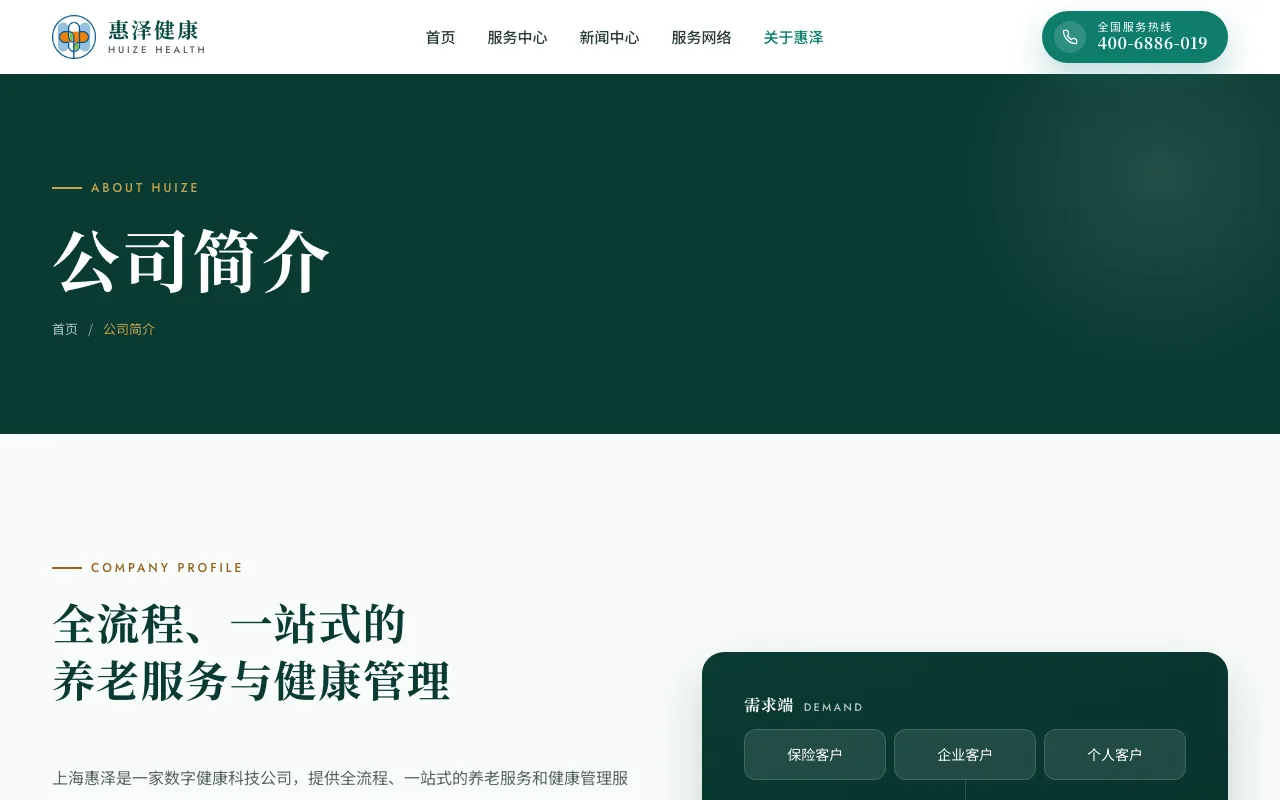 惠泽健康
HUIZE HEALTH
首页 服务中心 新闻中心 服务网络 关于惠泽
全国服务热线
400-6886-019
ABOUT HUIZE
公司简介
首页 / 公司简介
COMPANY PROFILE
全流程、一站式的
养老服务与健康管理
上海惠泽是一家数字健康科技公司，提供全流程、一站式的养老服务和健康管理服
需求端 DEMAND
保险客户 企业客户 个人客户